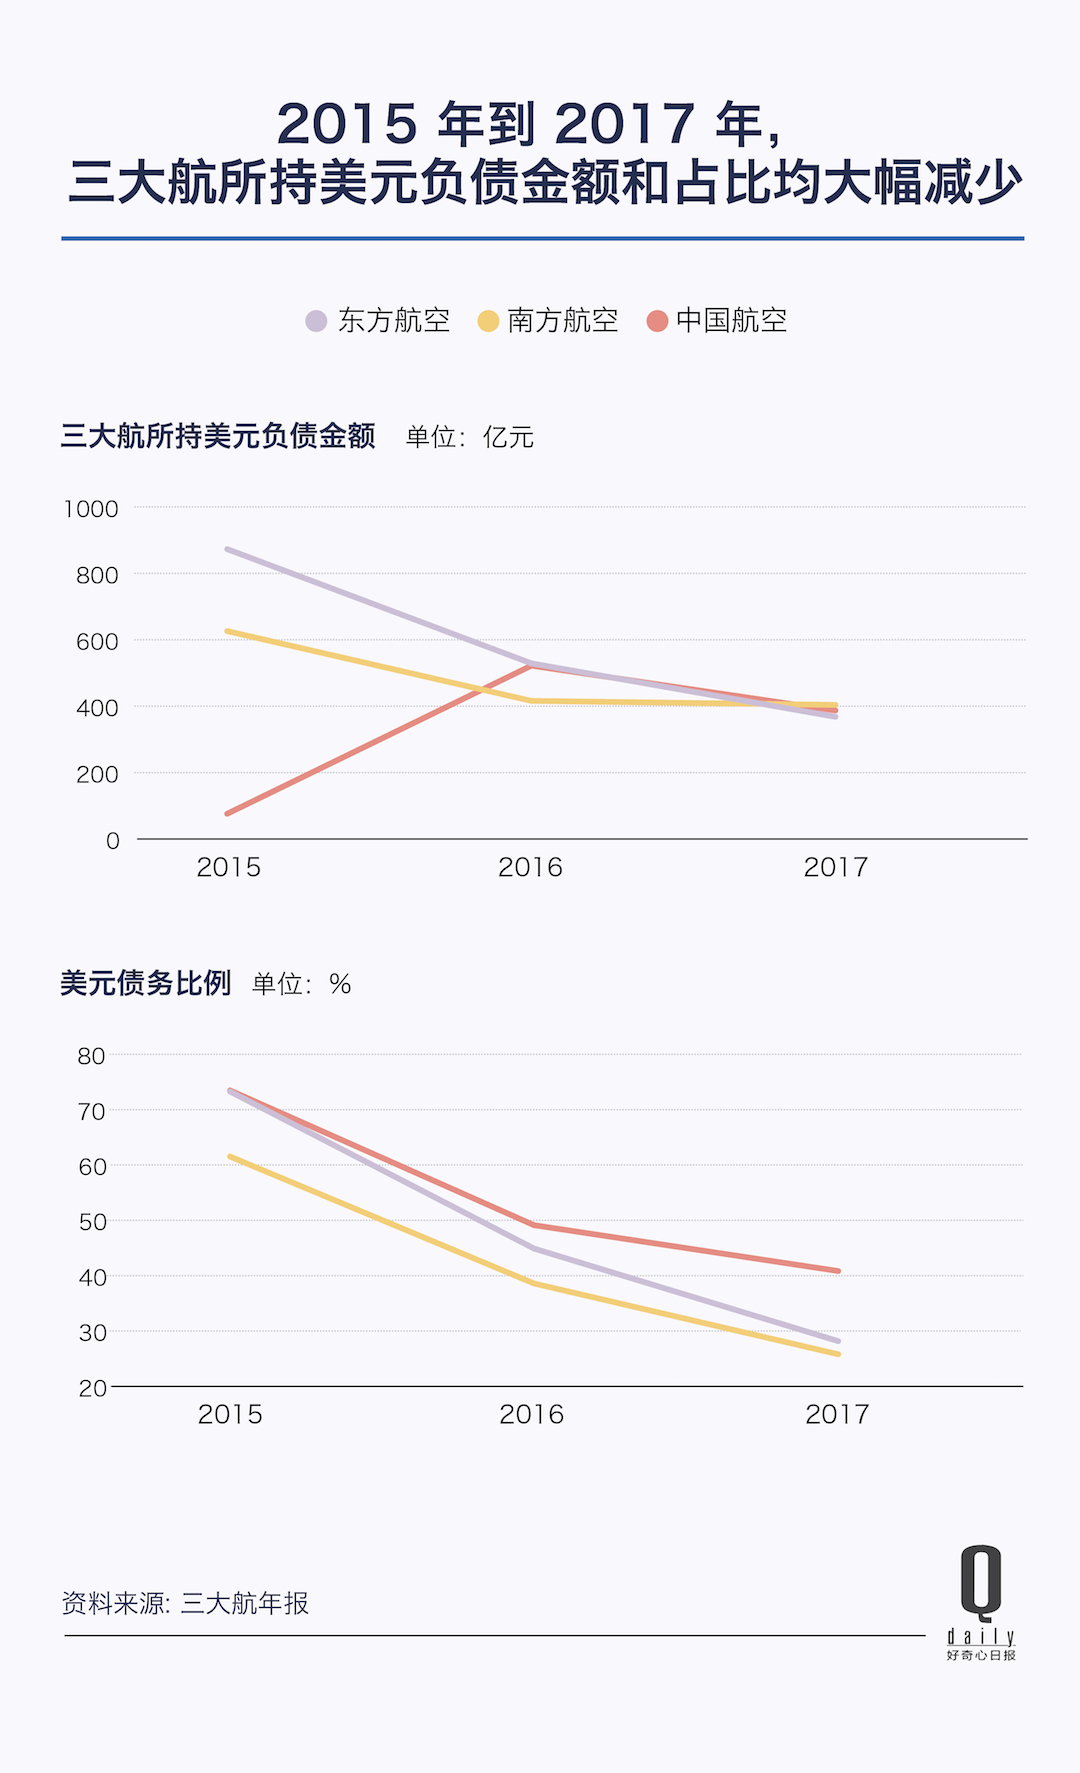 2015 年到 2017 年，
三大航所持美元负债金额和占比均大幅减少
东方航空 南方航空 中国航空
三大航所持美元负债金额 单位：亿元
1000
800
600
400
200
0
2015 2016 2017
美元债务比例 单位：%
80
70
60
50
40
30
20
2015 2016 2017
资料来源: 三大航年报
Q
daily
好奇心日报